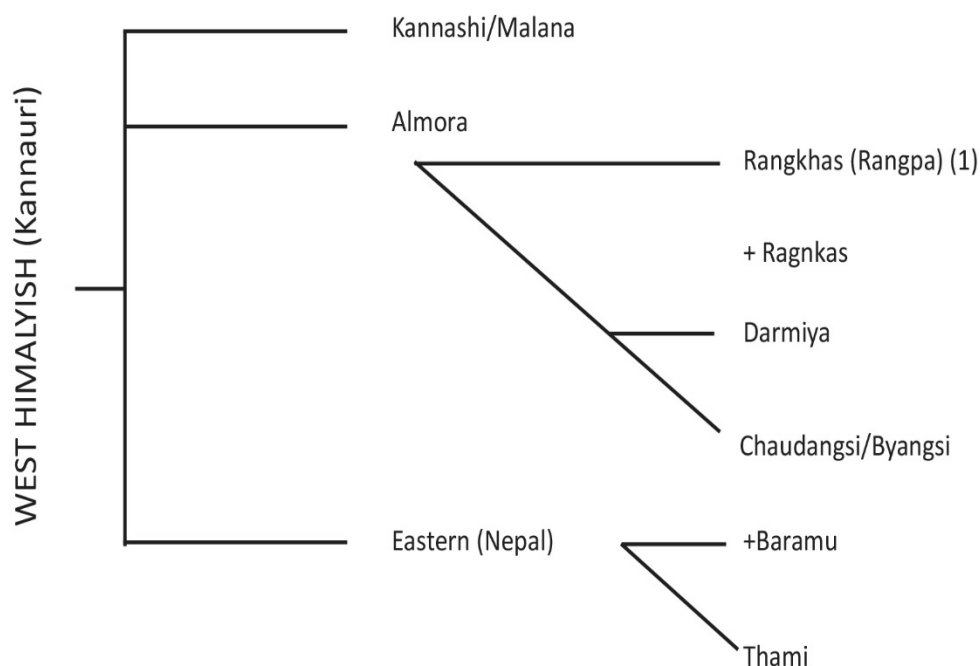 WEST HIMALYISH (Kannauri)
Kannashi/Malana
Almora
Rangkhas (Rangpa) (1)
+ Ragnkas
Darmiya
Chaudangsi/Byangsi
Eastern (Nepal)
+Baramu
Thami